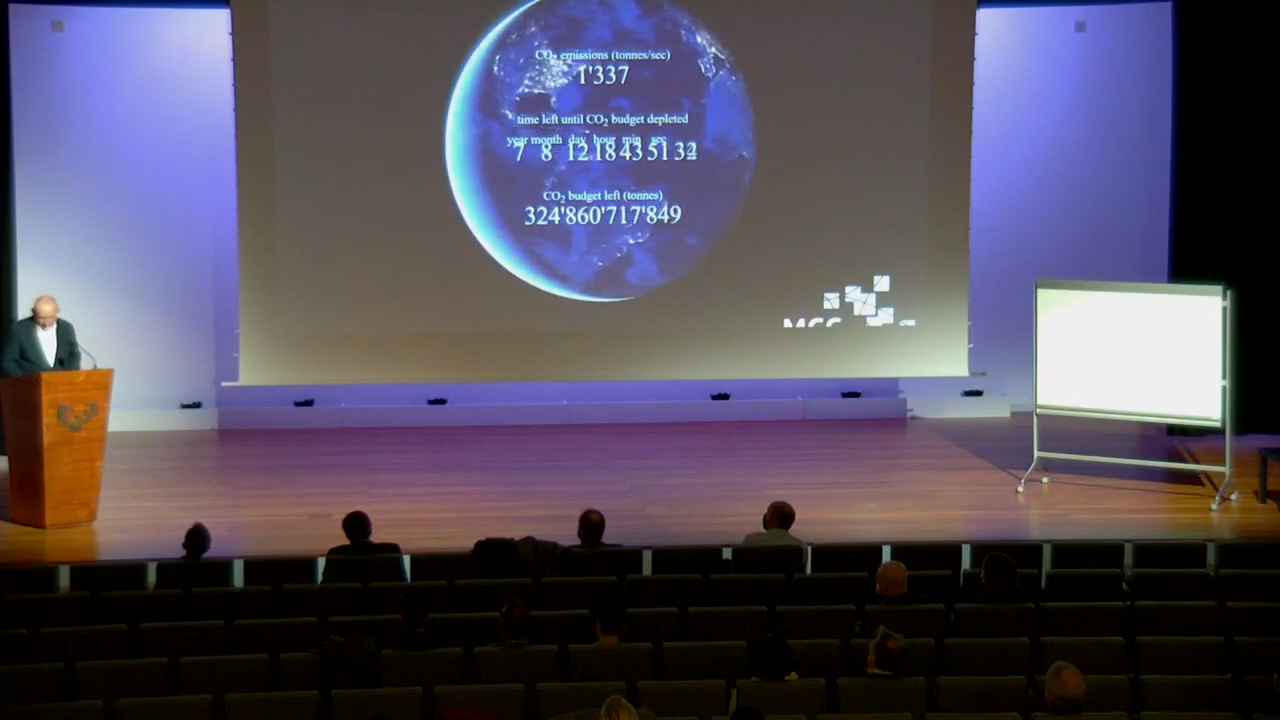 CO₂ emissions (tonnes/sec)
1'337
time left until CO₂ budget depleted
year month day hour min sec
7 8 12 18 43 51 32
CO₂ budget left (tonnes)
324'860'717'849
MCC